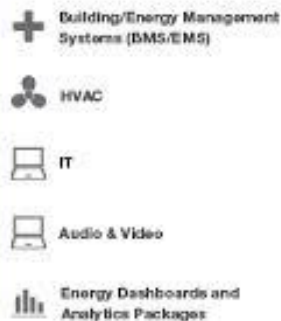 Building/Energy Management
Systems (BMS/EMS)
HVAC
IT
Audio & Video
Energy Dashboards and
Analytics Packages